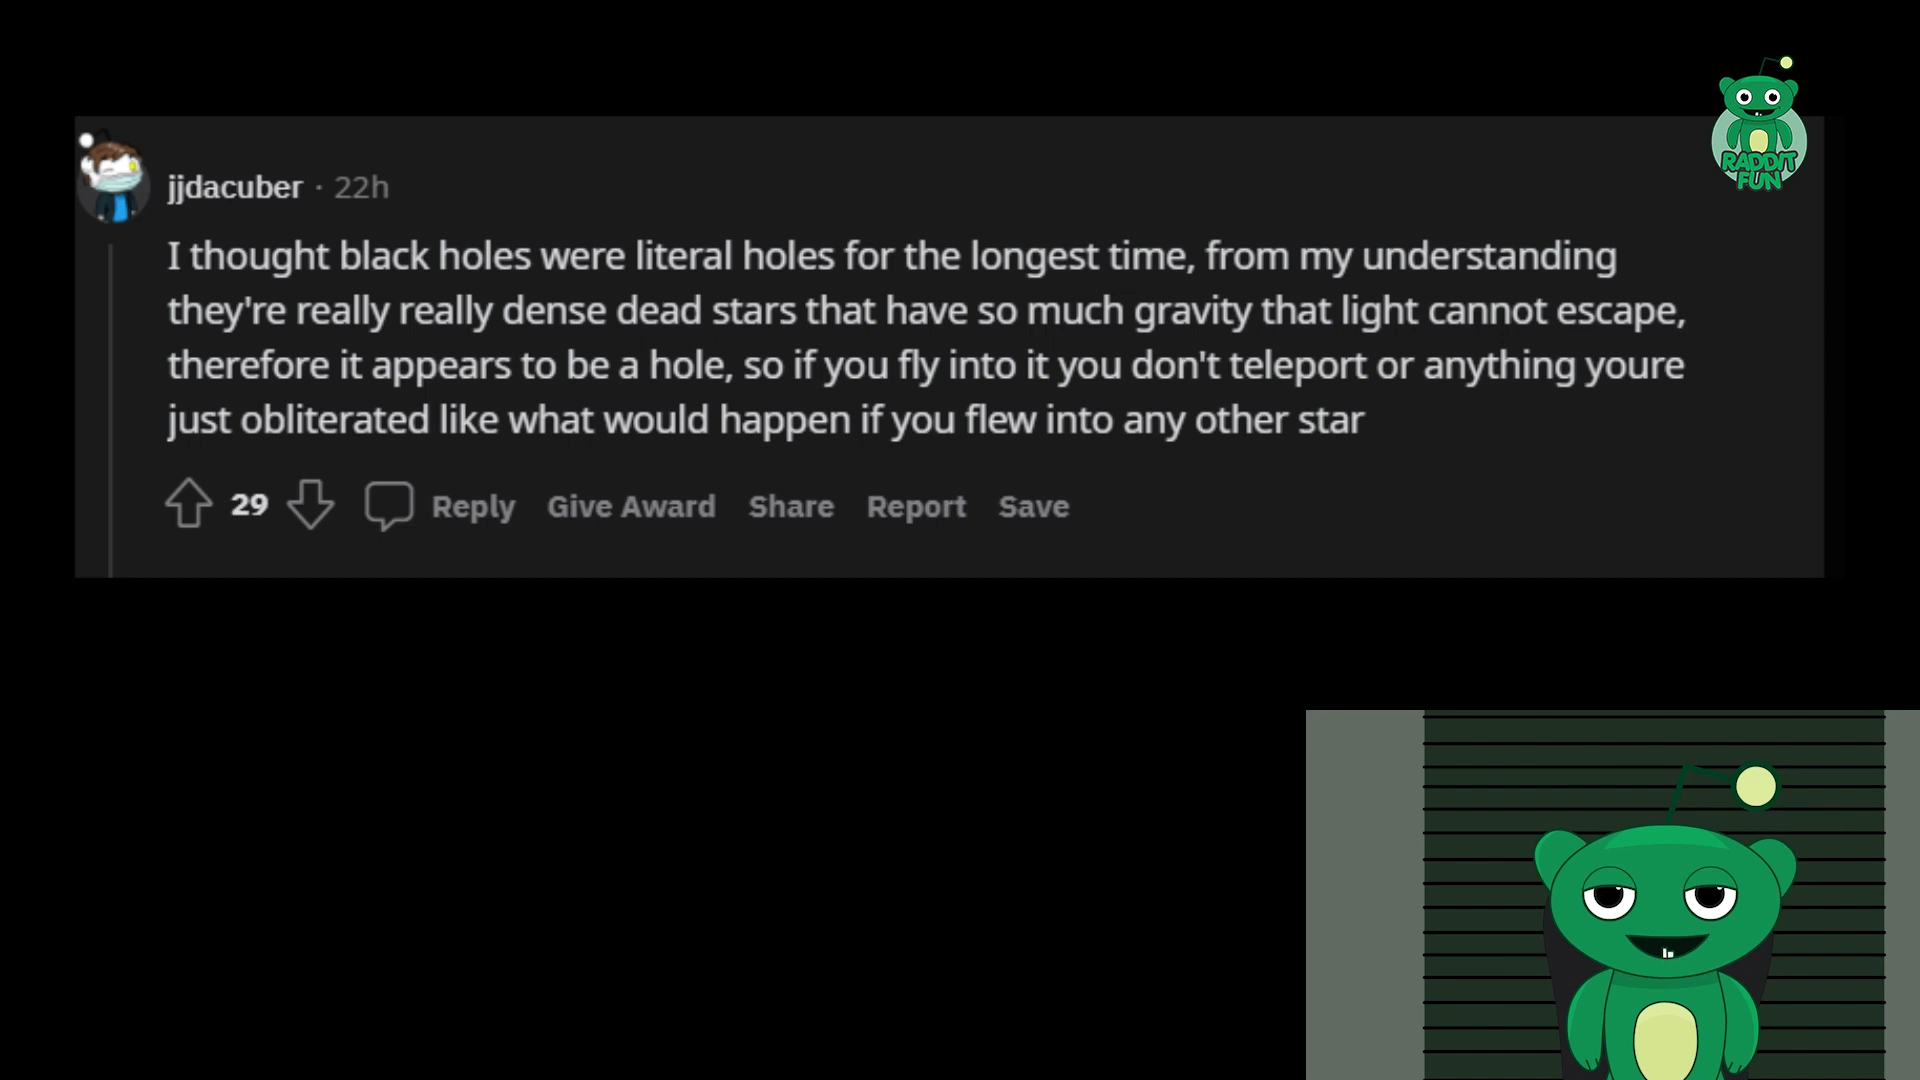 RADDIT
FUN
jjdacuber · 22h
I thought black holes were literal holes for the longest time, from my understanding
they're really really dense dead stars that have so much gravity that light cannot escape,
therefore it appears to be a hole, so if you fly into it you don't teleport or anything youre
just obliterated like what would happen if you flew into any other star
29 Reply Give Award Share Report Save